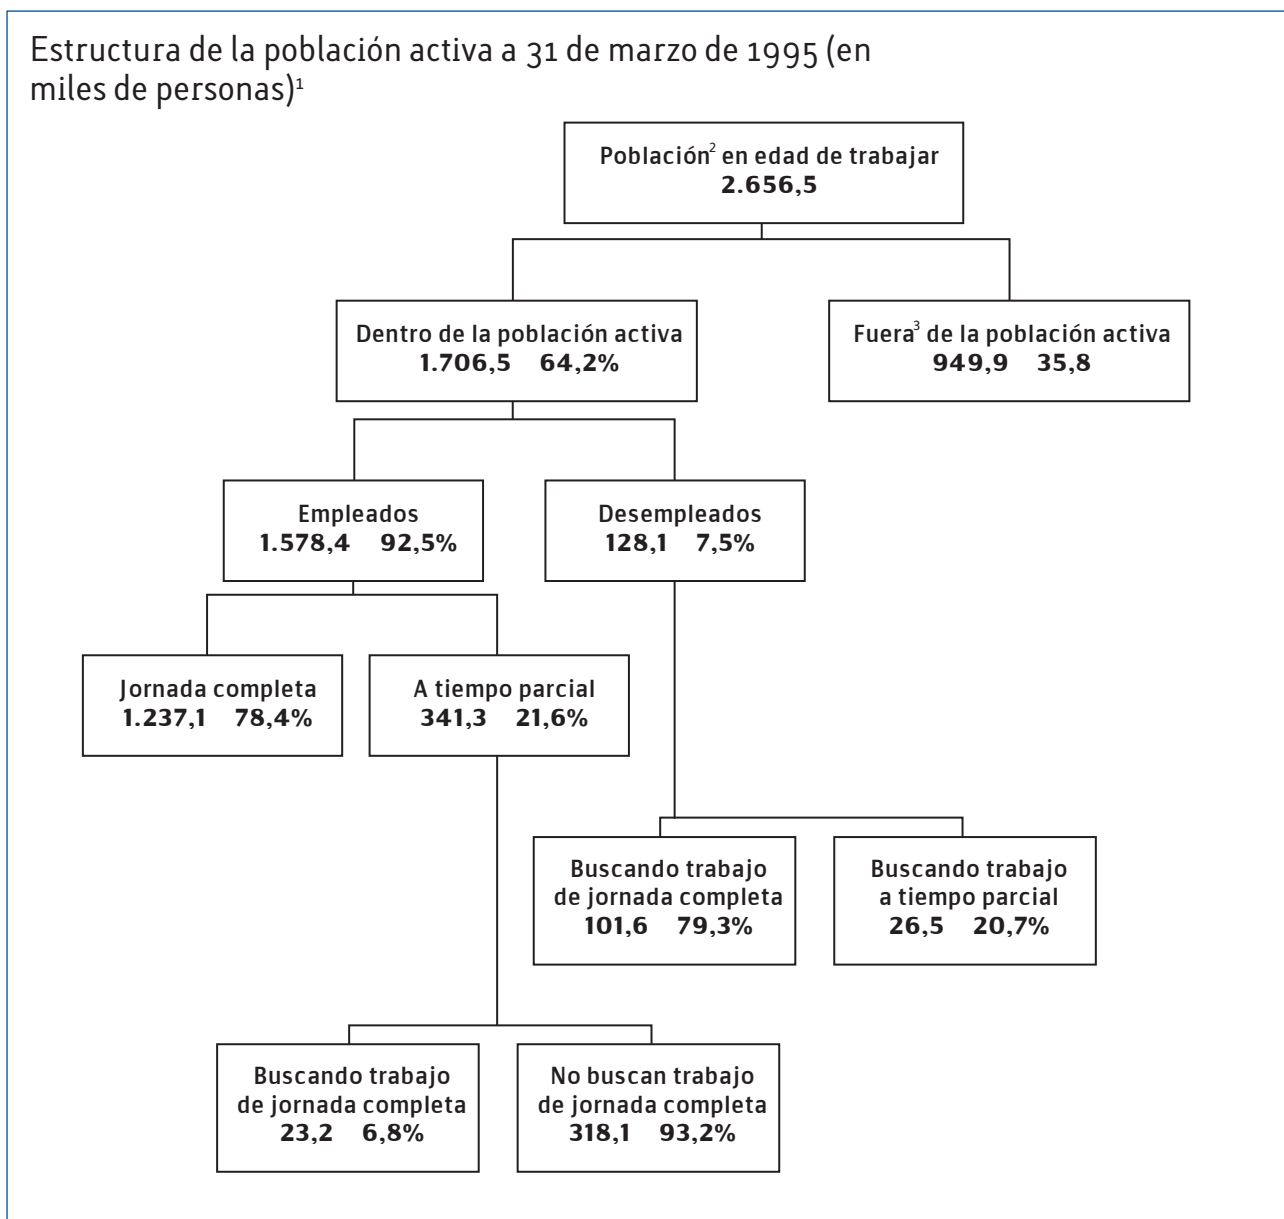 Estructura de la población activa a 31 de marzo de 1995 (en
miles de personas)¹
Población² en edad de trabajar
2.656,5
Dentro de la población activa
1.706,5 64,2%
Fuera³ de la población activa
949,9 35,8
Empleados
1.578,4 92,5%
Desempleados
128,1 7,5%
Jornada completa
1.237,1 78,4%
A tiempo parcial
341,3 21,6%
Buscando trabajo
de jornada completa
101,6 79,3%
Buscando trabajo
a tiempo parcial
26,5 20,7%
Buscando trabajo
de jornada completa
23,2 6,8%
No buscan trabajo
de jornada completa
318,1 93,2%